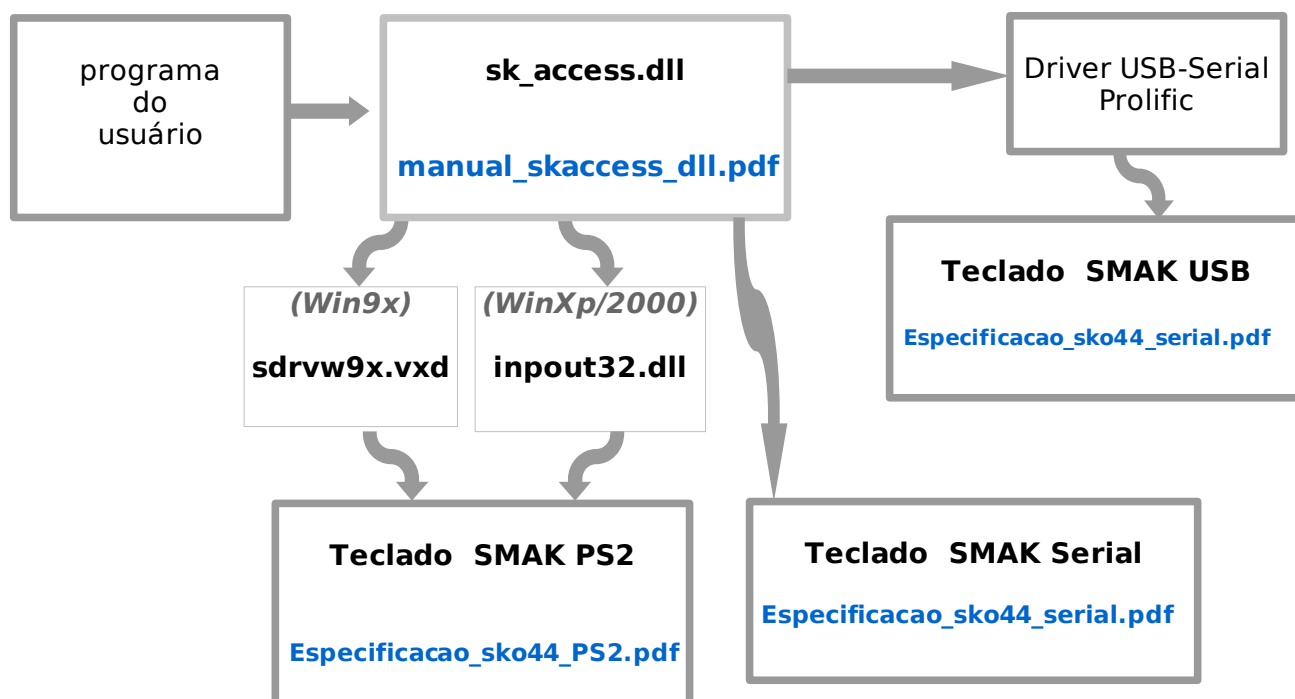 programa
do
usuário
sk_access.dll
manual_skaccess_dll.pdf
Driver USB-Serial
Prolific
Teclado  SMAK USB
Especificacao_sko44_serial.pdf
(Win9x)
sdrvw9x.vxd
(WinXp/2000)
inpout32.dll
Teclado  SMAK PS2
Especificacao_sko44_PS2.pdf
Teclado  SMAK Serial
Especificacao_sko44_serial.pdf